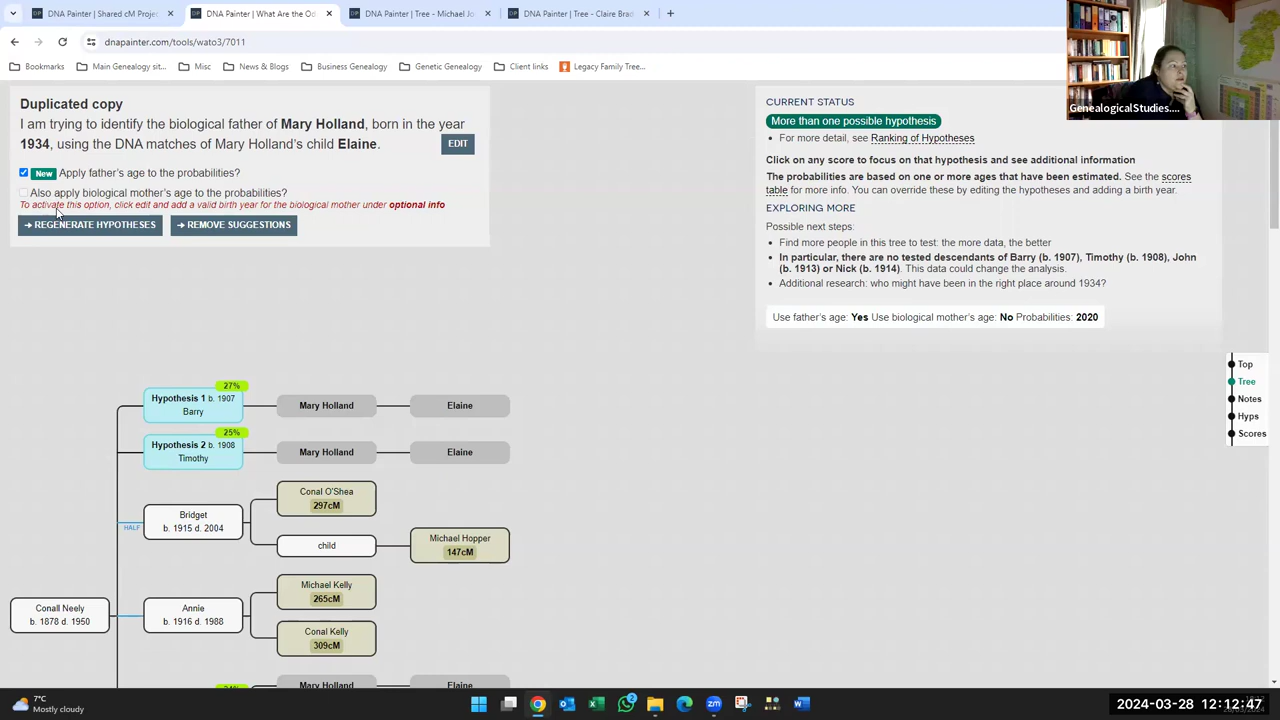 DNA Painter | Shared cM Projec
DNA Painter | What Are the Od
DNA Painter | Tree - Michael Jo
DNA Painter | Tree - Claire Brad
dnapainter.com/tools/wato3/7011
Bookmarks
Main Genealogy sit...
Misc
News & Blogs
Business Genealogy
Genetic Genealogy
Client links
Legacy Family Tree...
GenealogicalStudies....
Duplicated copy
I am trying to identify the biological father of Mary Holland, born in the year
1934, using the DNA matches of Mary Holland's child Elaine.
EDIT
New Apply father's age to the probabilities?
Also apply biological mother's age to the probabilities?
To activate this option, click edit and add a valid birth year for the biological mother under optional info
→ REGENERATE HYPOTHESES
→ REMOVE SUGGESTIONS
CURRENT STATUS
More than one possible hypothesis
• For more detail, see Ranking of Hypotheses
Click on any score to focus on that hypothesis and see additional information
The probabilities are based on one or more ages that have been estimated. See the scores
table for more info. You can override these by editing the hypotheses and adding a birth year.
EXPLORING MORE
Possible next steps:
• Find more people in this tree to test: the more data, the better
• In particular, there are no tested descendants of Barry (b. 1907), Timothy (b. 1908), John
(b. 1913) or Nick (b. 1914). This data could change the analysis.
• Additional research: who might have been in the right place around 1934?
Use father's age: Yes Use biological mother's age: No Probabilities: 2020
Top
Tree
Notes
Hyps
Scores
27%
Hypothesis 1 b. 1907
Barry
Mary Holland
Elaine
25%
Hypothesis 2 b. 1908
Timothy
Mary Holland
Elaine
Conal O'Shea
297cM
HALF
Bridget
b. 1915 d. 2004
child
Michael Hopper
147cM
Michael Kelly
265cM
Conall Neely
b. 1878 d. 1950
Annie
b. 1916 d. 1988
Conal Kelly
309cM
Mary Holland
Elaine
7°C
Mostly cloudy
2
2024-03-28 12:12:47